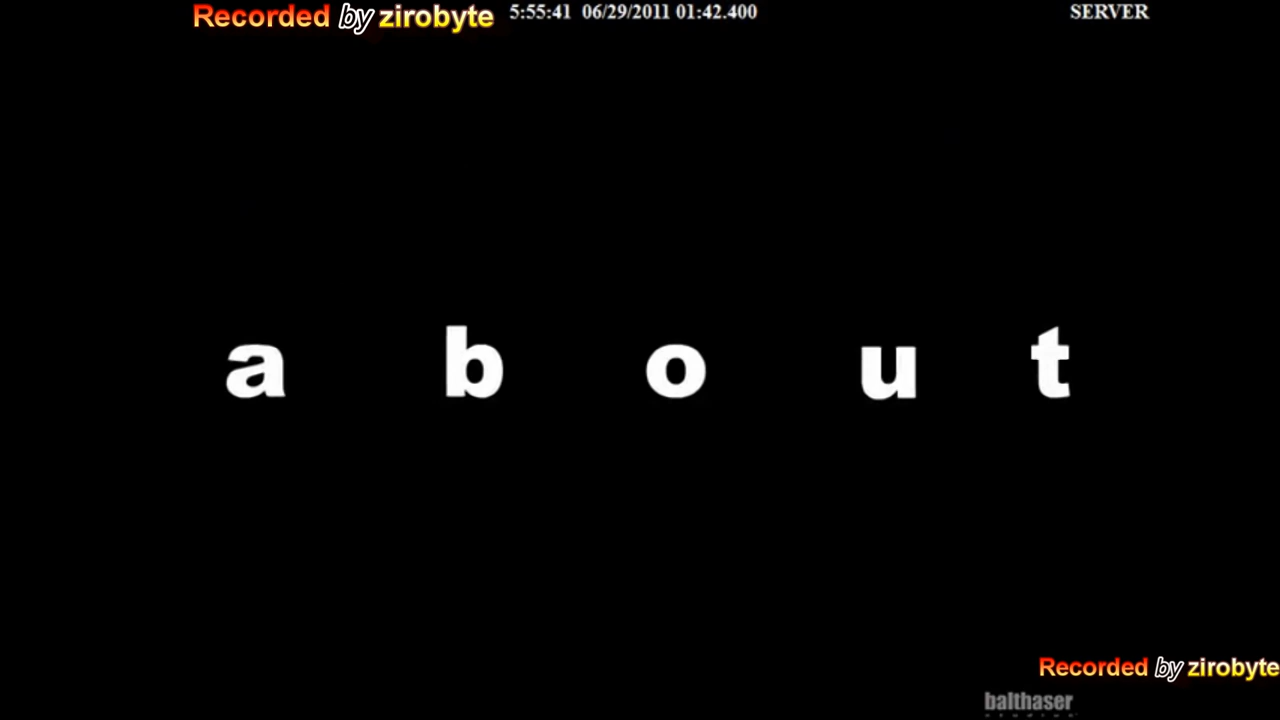 Recorded by zirobyte 5:55:41 06/29/2011 01:42.400 SERVER
a b o u t
Recorded by zirobyte
balthaser